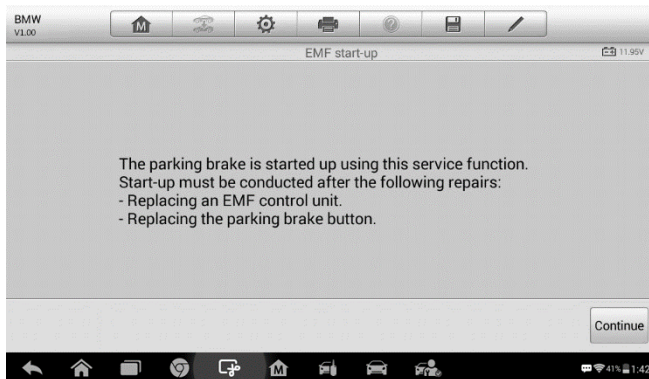 BMW
V1.00
M
EMF start-up
11.95V
The parking brake is started up using this service function.
Start-up must be conducted after the following repairs:
- Replacing an EMF control unit.
- Replacing the parking brake button.
Continue
M
41% 1:42